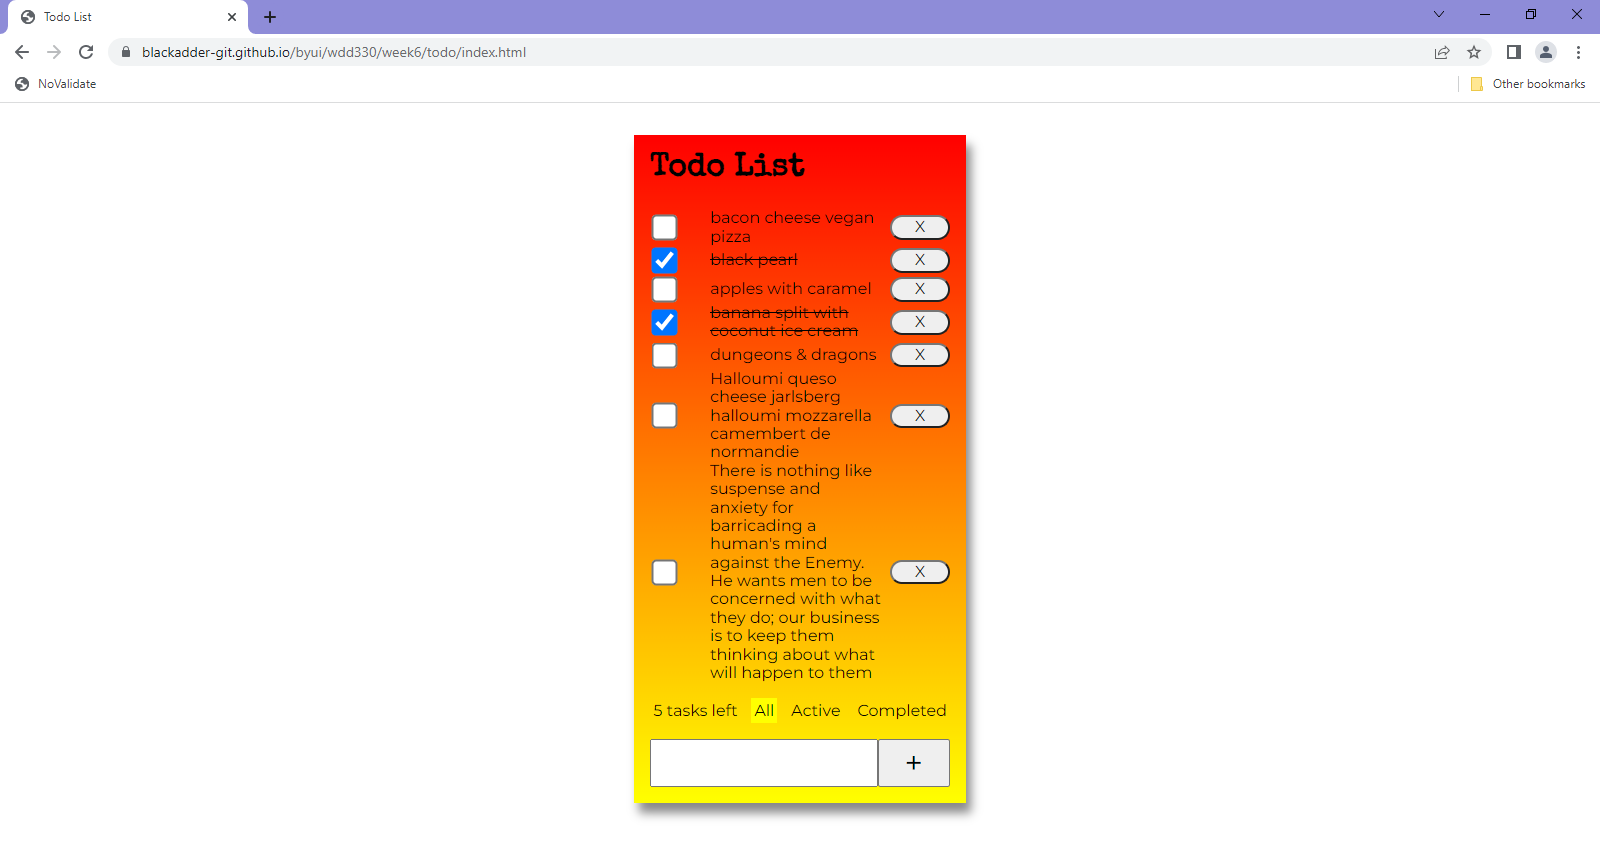 Todo List
blackadder-git.github.io/byui/wdd330/week6/todo/index.html
NoValidate
Other bookmarks
Todo List
bacon cheese vegan
pizza
X
black pearl
X
apples with caramel
X
banana split with
coconut ice cream
X
dungeons & dragons
X
Halloumi queso
cheese jarlsberg
halloumi mozzarella
camembert de
normandie
X
There is nothing like
suspense and
anxiety for
barricading a
human's mind
against the Enemy.
He wants men to be
concerned with what
they do; our business
is to keep them
thinking about what
will happen to them
X
5 tasks left All Active Completed
+